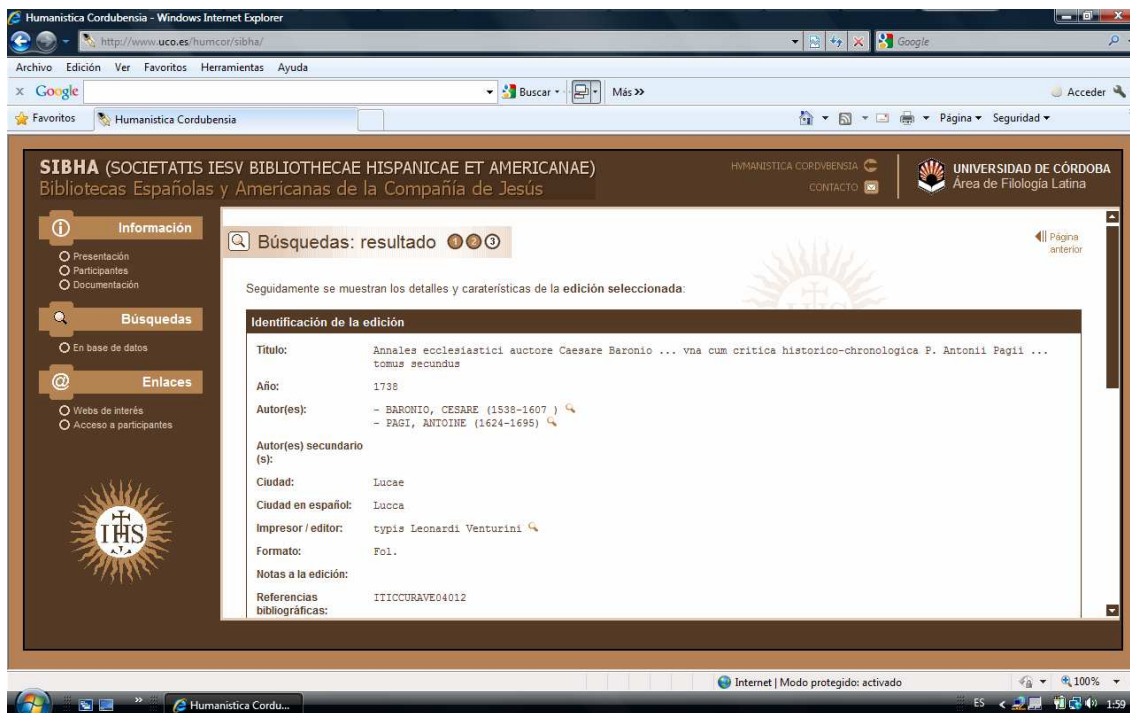 Humanistica Cordubensia - Windows Internet Explorer
http://www.uco.es/humcor/sibha/
Google
Archivo Edición Ver Favoritos Herramientas Ayuda
x Google Buscar Más >> Acceder
Favoritos Humanistica Cordubensia Página Seguridad
SIBHA (SOCIETATIS IESV BIBLIOTHECAE HISPANICAE ET AMERICANAE)
Bibliotecas Españolas y Americanas de la Compañía de Jesús
HVMANISTICA CORDVBENSIA
CONTACTO
UNIVERSIDAD DE CÓRDOBA
Área de Filología Latina
Información
Presentación
Participantes
Documentación
Búsquedas
En base de datos
@ Enlaces
Webs de interés
Acceso a participantes
IHS
Búsquedas: resultado 1 2 3
Página
anterior
Seguidamente se muestran los detalles y caraterísticas de la edición seleccionada:
Identificación de la edición
Titulo: Annales ecclesiastici auctore Caesare Baronio ... vna cum critica historico-chronologica P. Antonii Pagii ...
tomus secundus
Año: 1738
Autor(es): - BARONIO, CESARE (1538-1607 )
- PAGI, ANTOINE (1624-1695)
Autor(es) secundario
(s):
Ciudad: Lucae
Ciudad en español: Lucca
Impresor / editor: typis Leonardi Venturini
Formato: Fol.
Notas a la edición:
Referencias
bibliográficas: ITICCURAVE04012
Internet | Modo protegido: activado 100%
Humanistica Cordu... ES 1:59